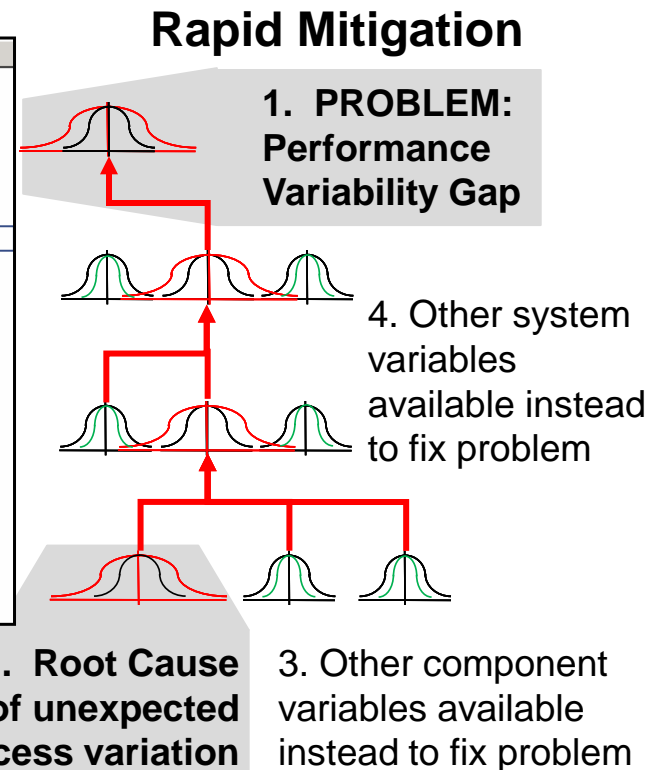 Rapid Mitigation
1. PROBLEM:
Performance
Variability Gap
4. Other system
variables
available instead
to fix problem
. Root Cause
of unexpected
cess variation
3. Other component
variables available
instead to fix problem